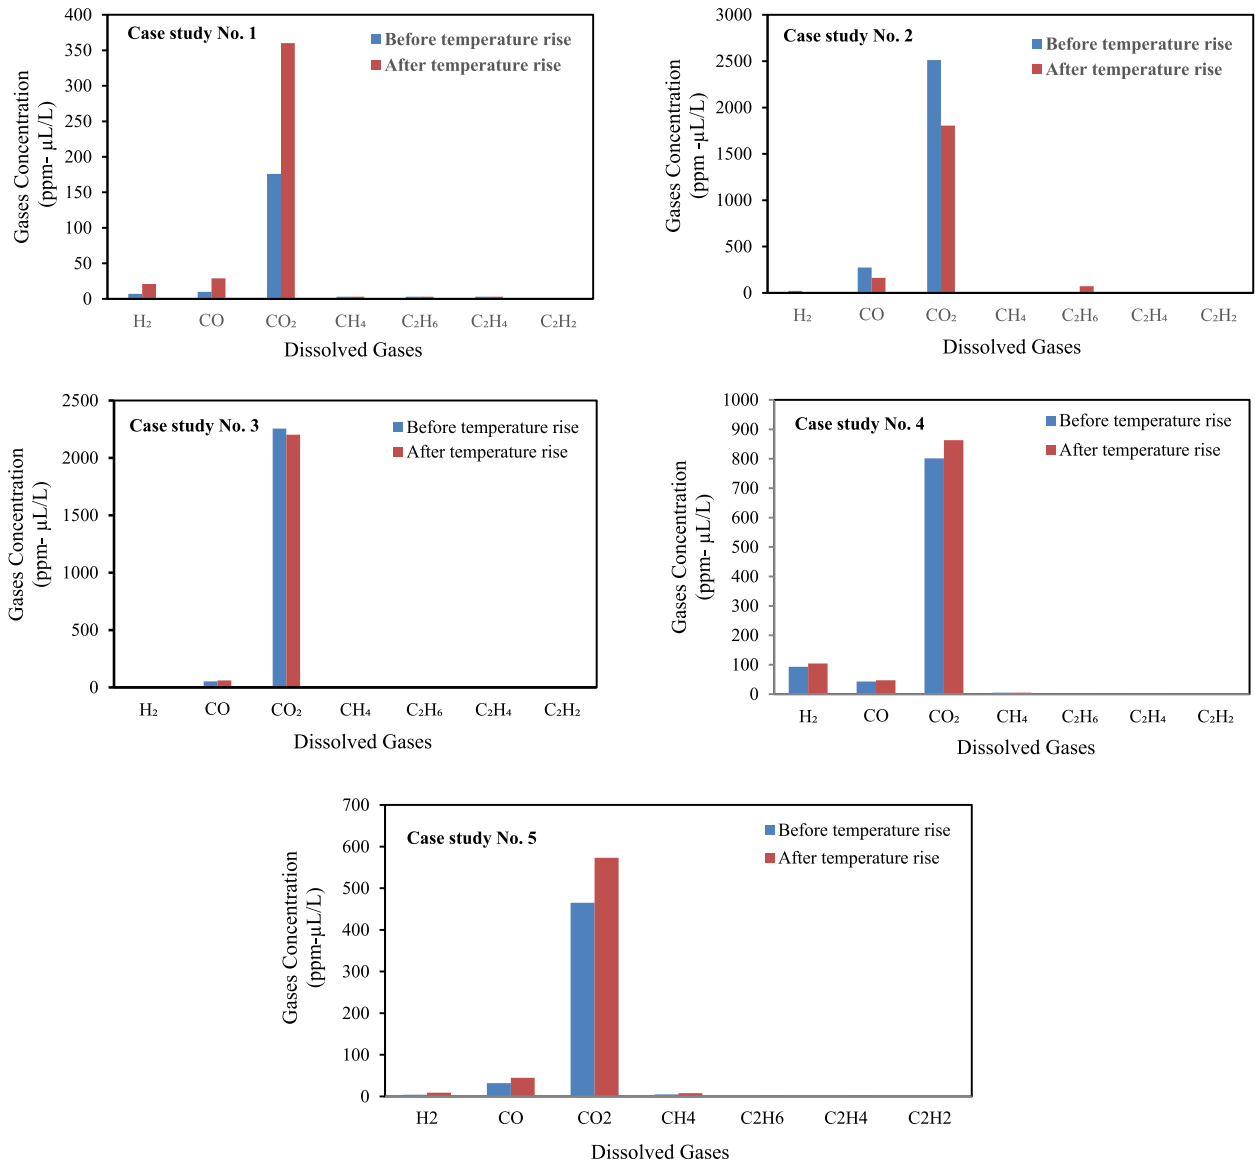 Case study No. 1
Before temperature rise
After temperature rise
Gases Concentration
(ppm- µL/L)
400
350
300
250
200
150
100
50
0
H₂ CO CO₂ CH₄ C₂H₆ C₂H₄ C₂H₂
Dissolved Gases
Case study No. 2
Before temperature rise
After temperature rise
Gases Concentration
(ppm -µL/L)
3000
2500
2000
1500
1000
500
0
H₂ CO CO₂ CH₄ C₂H₆ C₂H₄ C₂H₂
Dissolved Gases
Case study No. 3
Before temperature rise
After temperature rise
Gases Concentration
(ppm- µL/L)
2500
2000
1500
1000
500
0
H₂ CO CO₂ CH₄ C₂H₆ C₂H₄ C₂H₂
Dissolved Gases
Case study No. 4
Before temperature rise
After temperature rise
Gases Concentration
(ppm- µL/L)
1000
900
800
700
600
500
400
300
200
100
0
H₂ CO CO₂ CH₄ C₂H₆ C₂H₄ C₂H₂
Dissolved Gases
Case study No. 5
Before temperature rise
After temperature rise
Gases Concentration
(ppm-µL/L)
700
600
500
400
300
200
100
0
H2 CO CO2 CH4 C2H6 C2H4 C2H2
Dissolved Gases